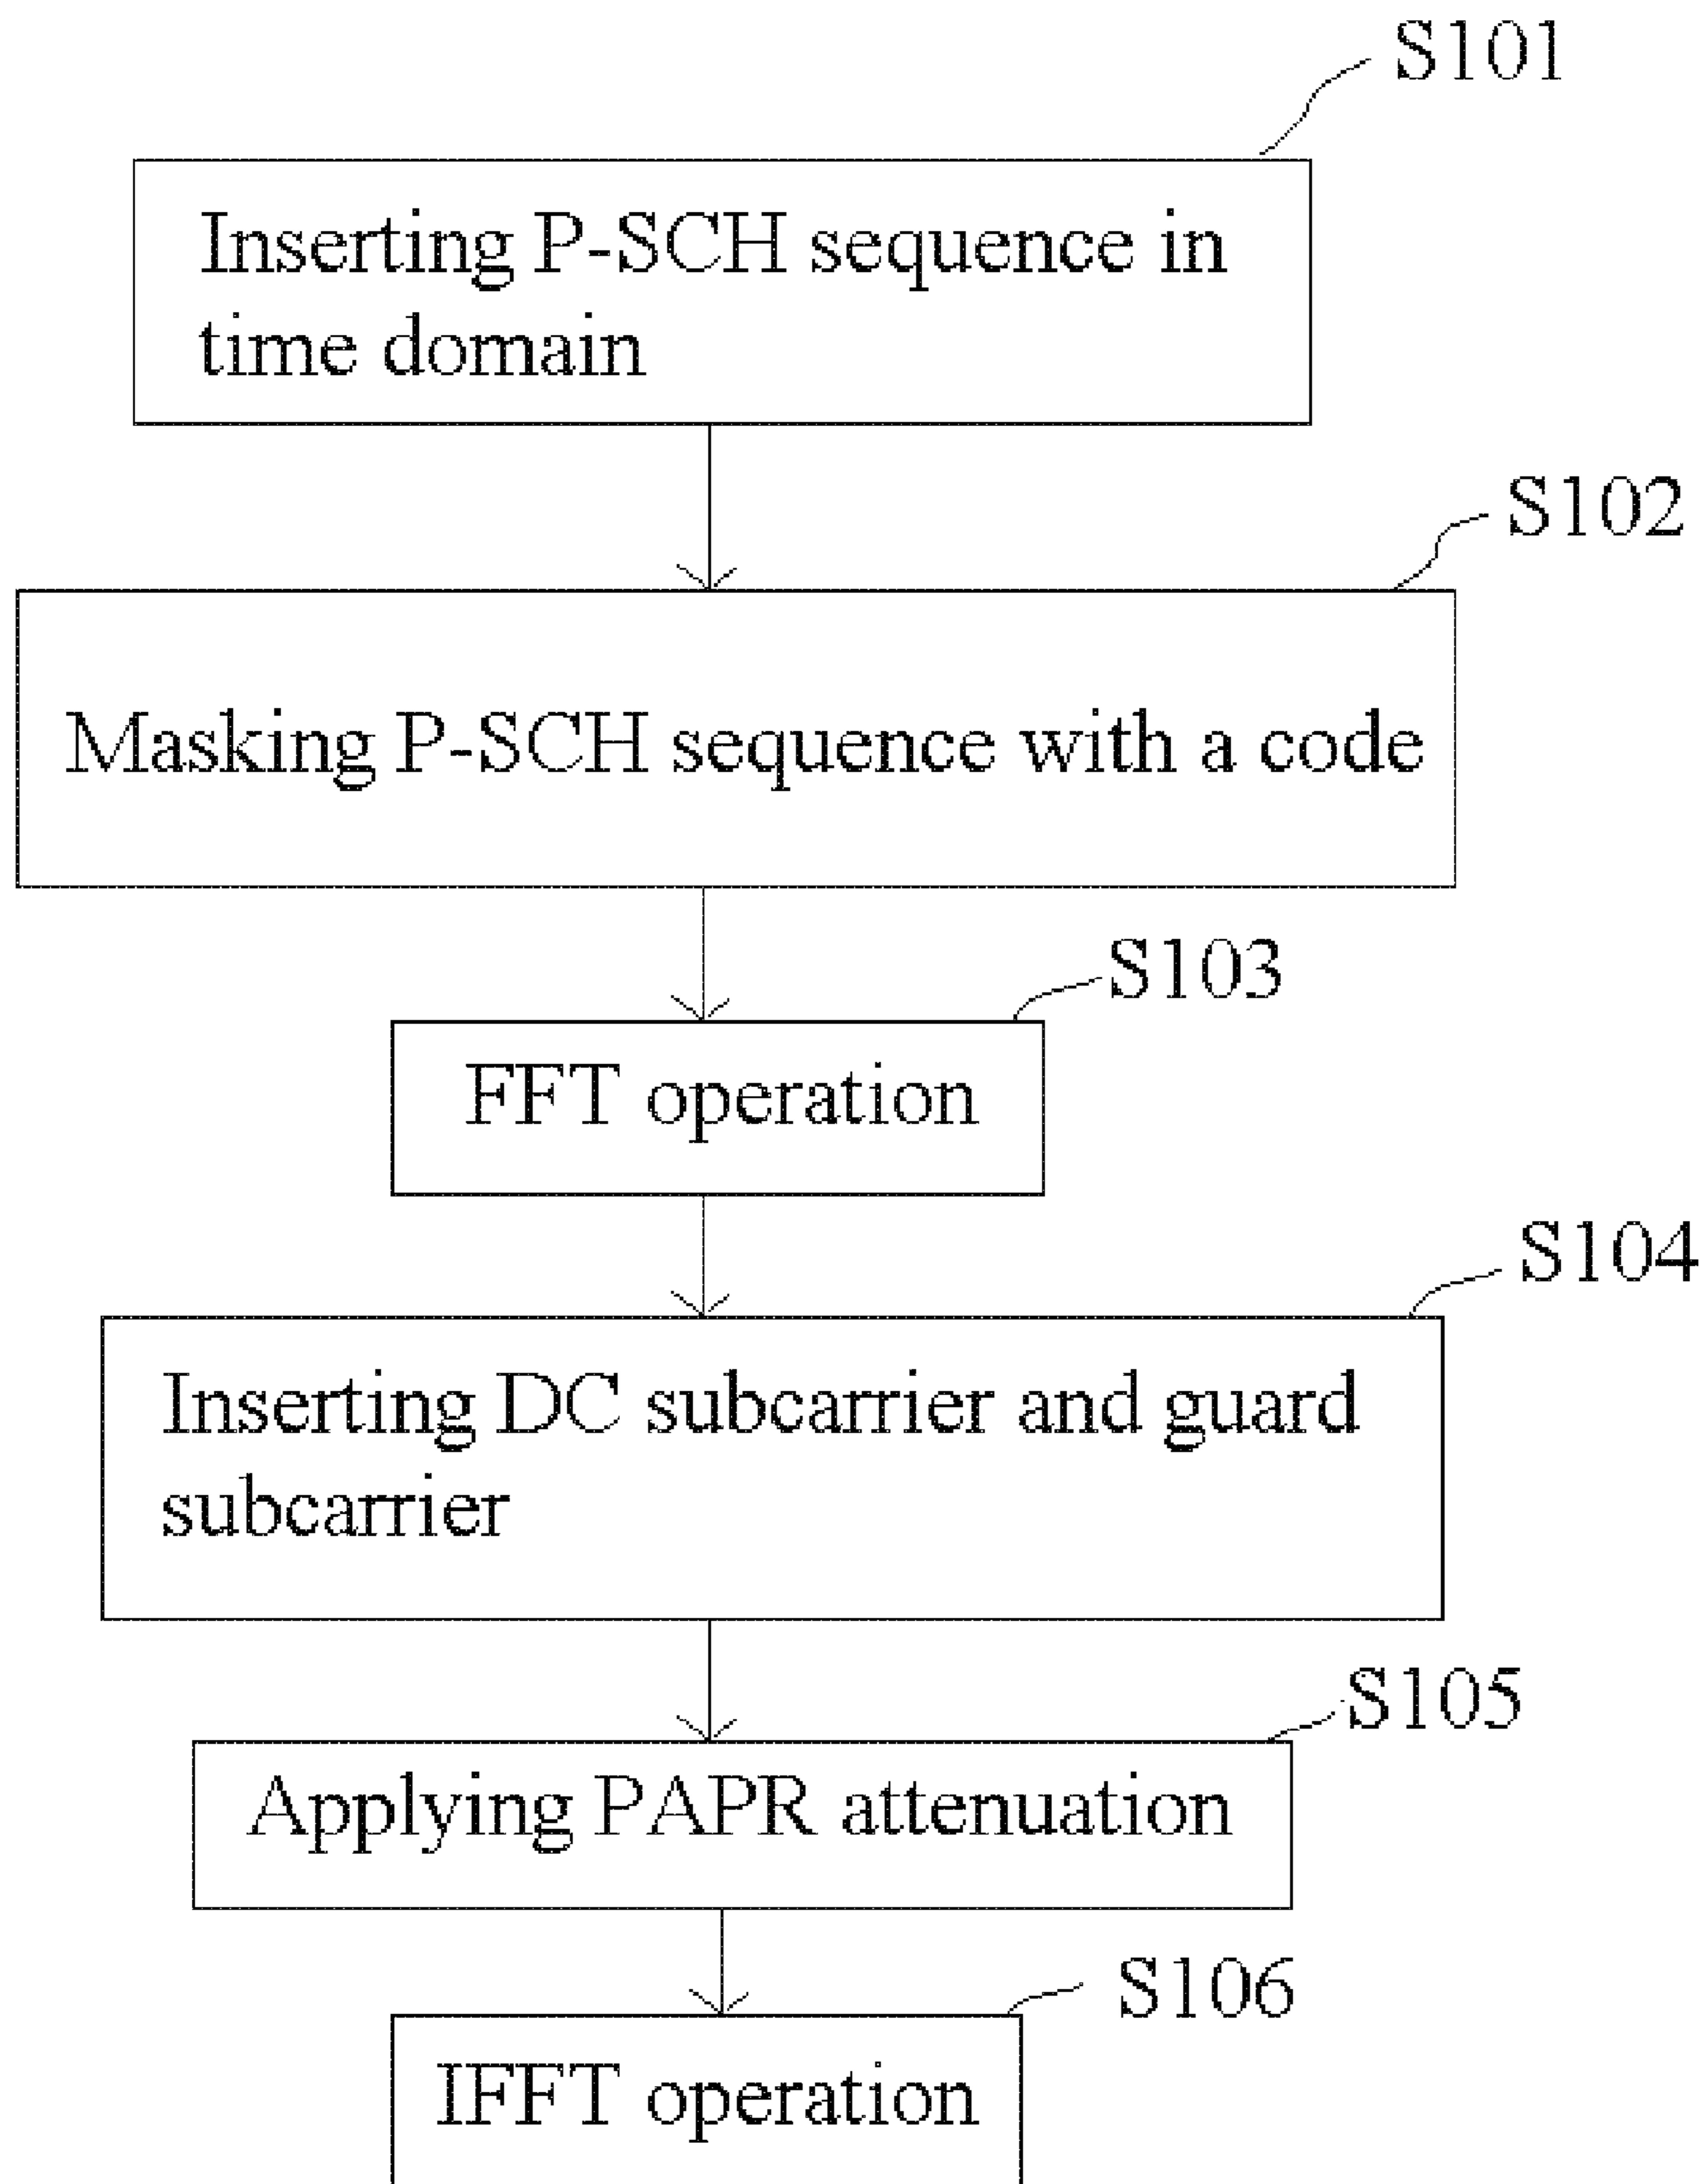 S101
Inserting P-SCH sequence in
time domain
S102
Masking P-SCH sequence with a code
S103
FFT operation
S104
Inserting DC subcarrier and guard
subcarrier
S105
Applying PAPR attenuation
S106
IFFT operation